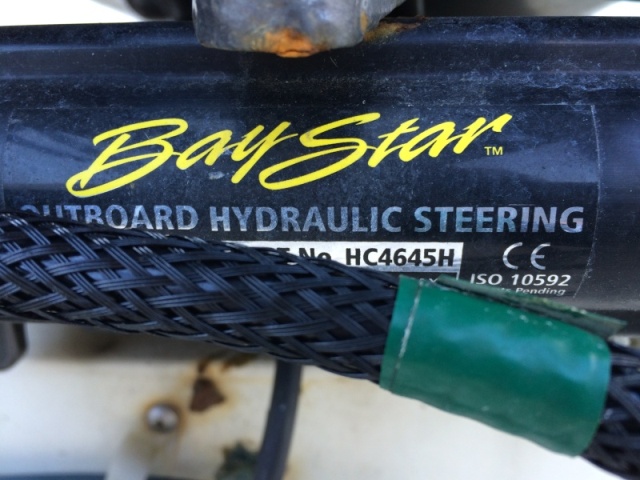 BayStar™
OUTBOARD HYDRAULIC STEERING
No. HC4645H CE
ISO 10592
Pending